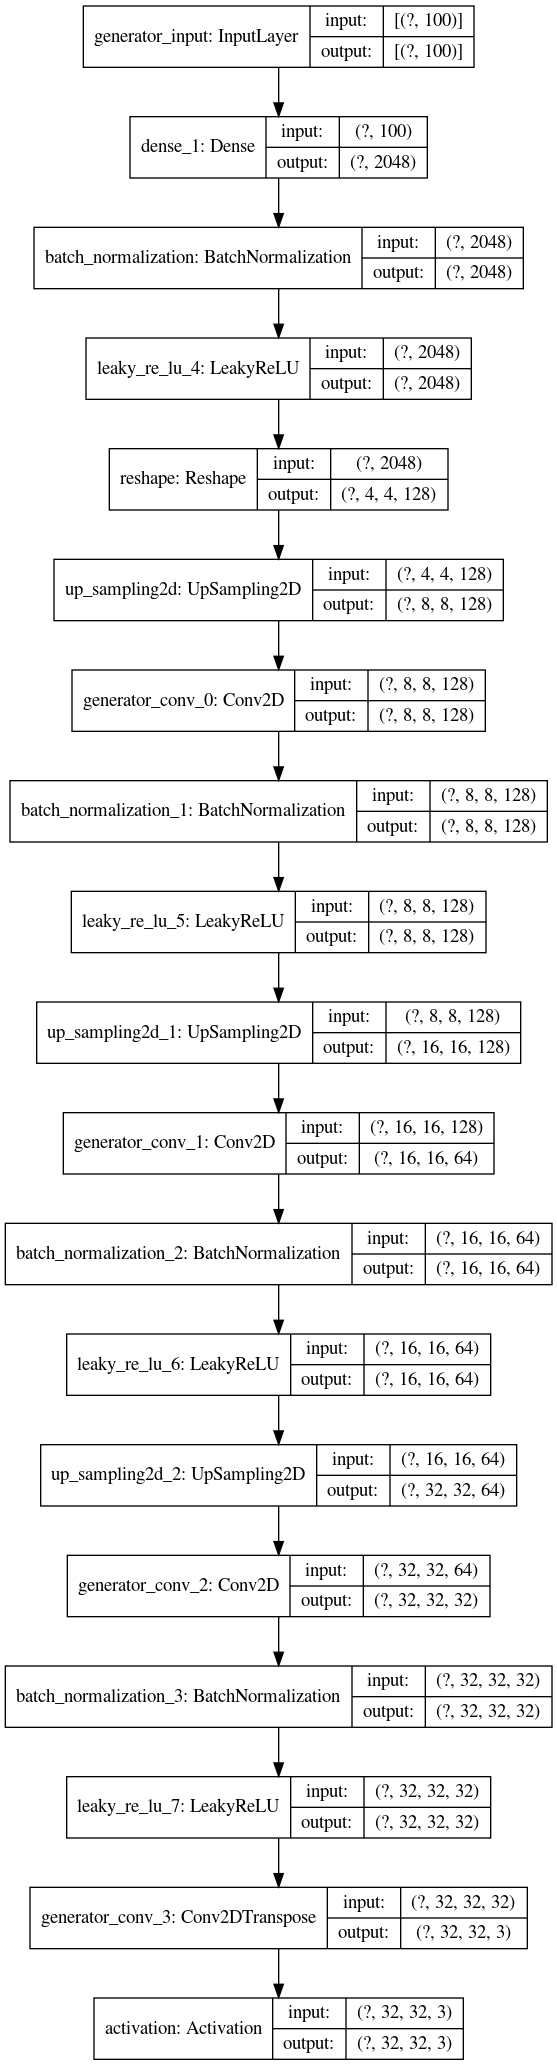 generator_input: InputLayer
input: [(?, 100)]
output: [(?, 100)]
dense_1: Dense
input: (?, 100)
output: (?, 2048)
batch_normalization: BatchNormalization
input: (?, 2048)
output: (?, 2048)
leaky_re_lu_4: LeakyReLU
input: (?, 2048)
output: (?, 2048)
reshape: Reshape
input: (?, 2048)
output: (?, 4, 4, 128)
up_sampling2d: UpSampling2D
input: (?, 4, 4, 128)
output: (?, 8, 8, 128)
generator_conv_0: Conv2D
input: (?, 8, 8, 128)
output: (?, 8, 8, 128)
batch_normalization_1: BatchNormalization
input: (?, 8, 8, 128)
output: (?, 8, 8, 128)
leaky_re_lu_5: LeakyReLU
input: (?, 8, 8, 128)
output: (?, 8, 8, 128)
up_sampling2d_1: UpSampling2D
input: (?, 8, 8, 128)
output: (?, 16, 16, 128)
generator_conv_1: Conv2D
input: (?, 16, 16, 128)
output: (?, 16, 16, 64)
batch_normalization_2: BatchNormalization
input: (?, 16, 16, 64)
output: (?, 16, 16, 64)
leaky_re_lu_6: LeakyReLU
input: (?, 16, 16, 64)
output: (?, 16, 16, 64)
up_sampling2d_2: UpSampling2D
input: (?, 16, 16, 64)
output: (?, 32, 32, 64)
generator_conv_2: Conv2D
input: (?, 32, 32, 64)
output: (?, 32, 32, 32)
batch_normalization_3: BatchNormalization
input: (?, 32, 32, 32)
output: (?, 32, 32, 32)
leaky_re_lu_7: LeakyReLU
input: (?, 32, 32, 32)
output: (?, 32, 32, 32)
generator_conv_3: Conv2DTranspose
input: (?, 32, 32, 32)
output: (?, 32, 32, 3)
activation: Activation
input: (?, 32, 32, 3)
output: (?, 32, 32, 3)